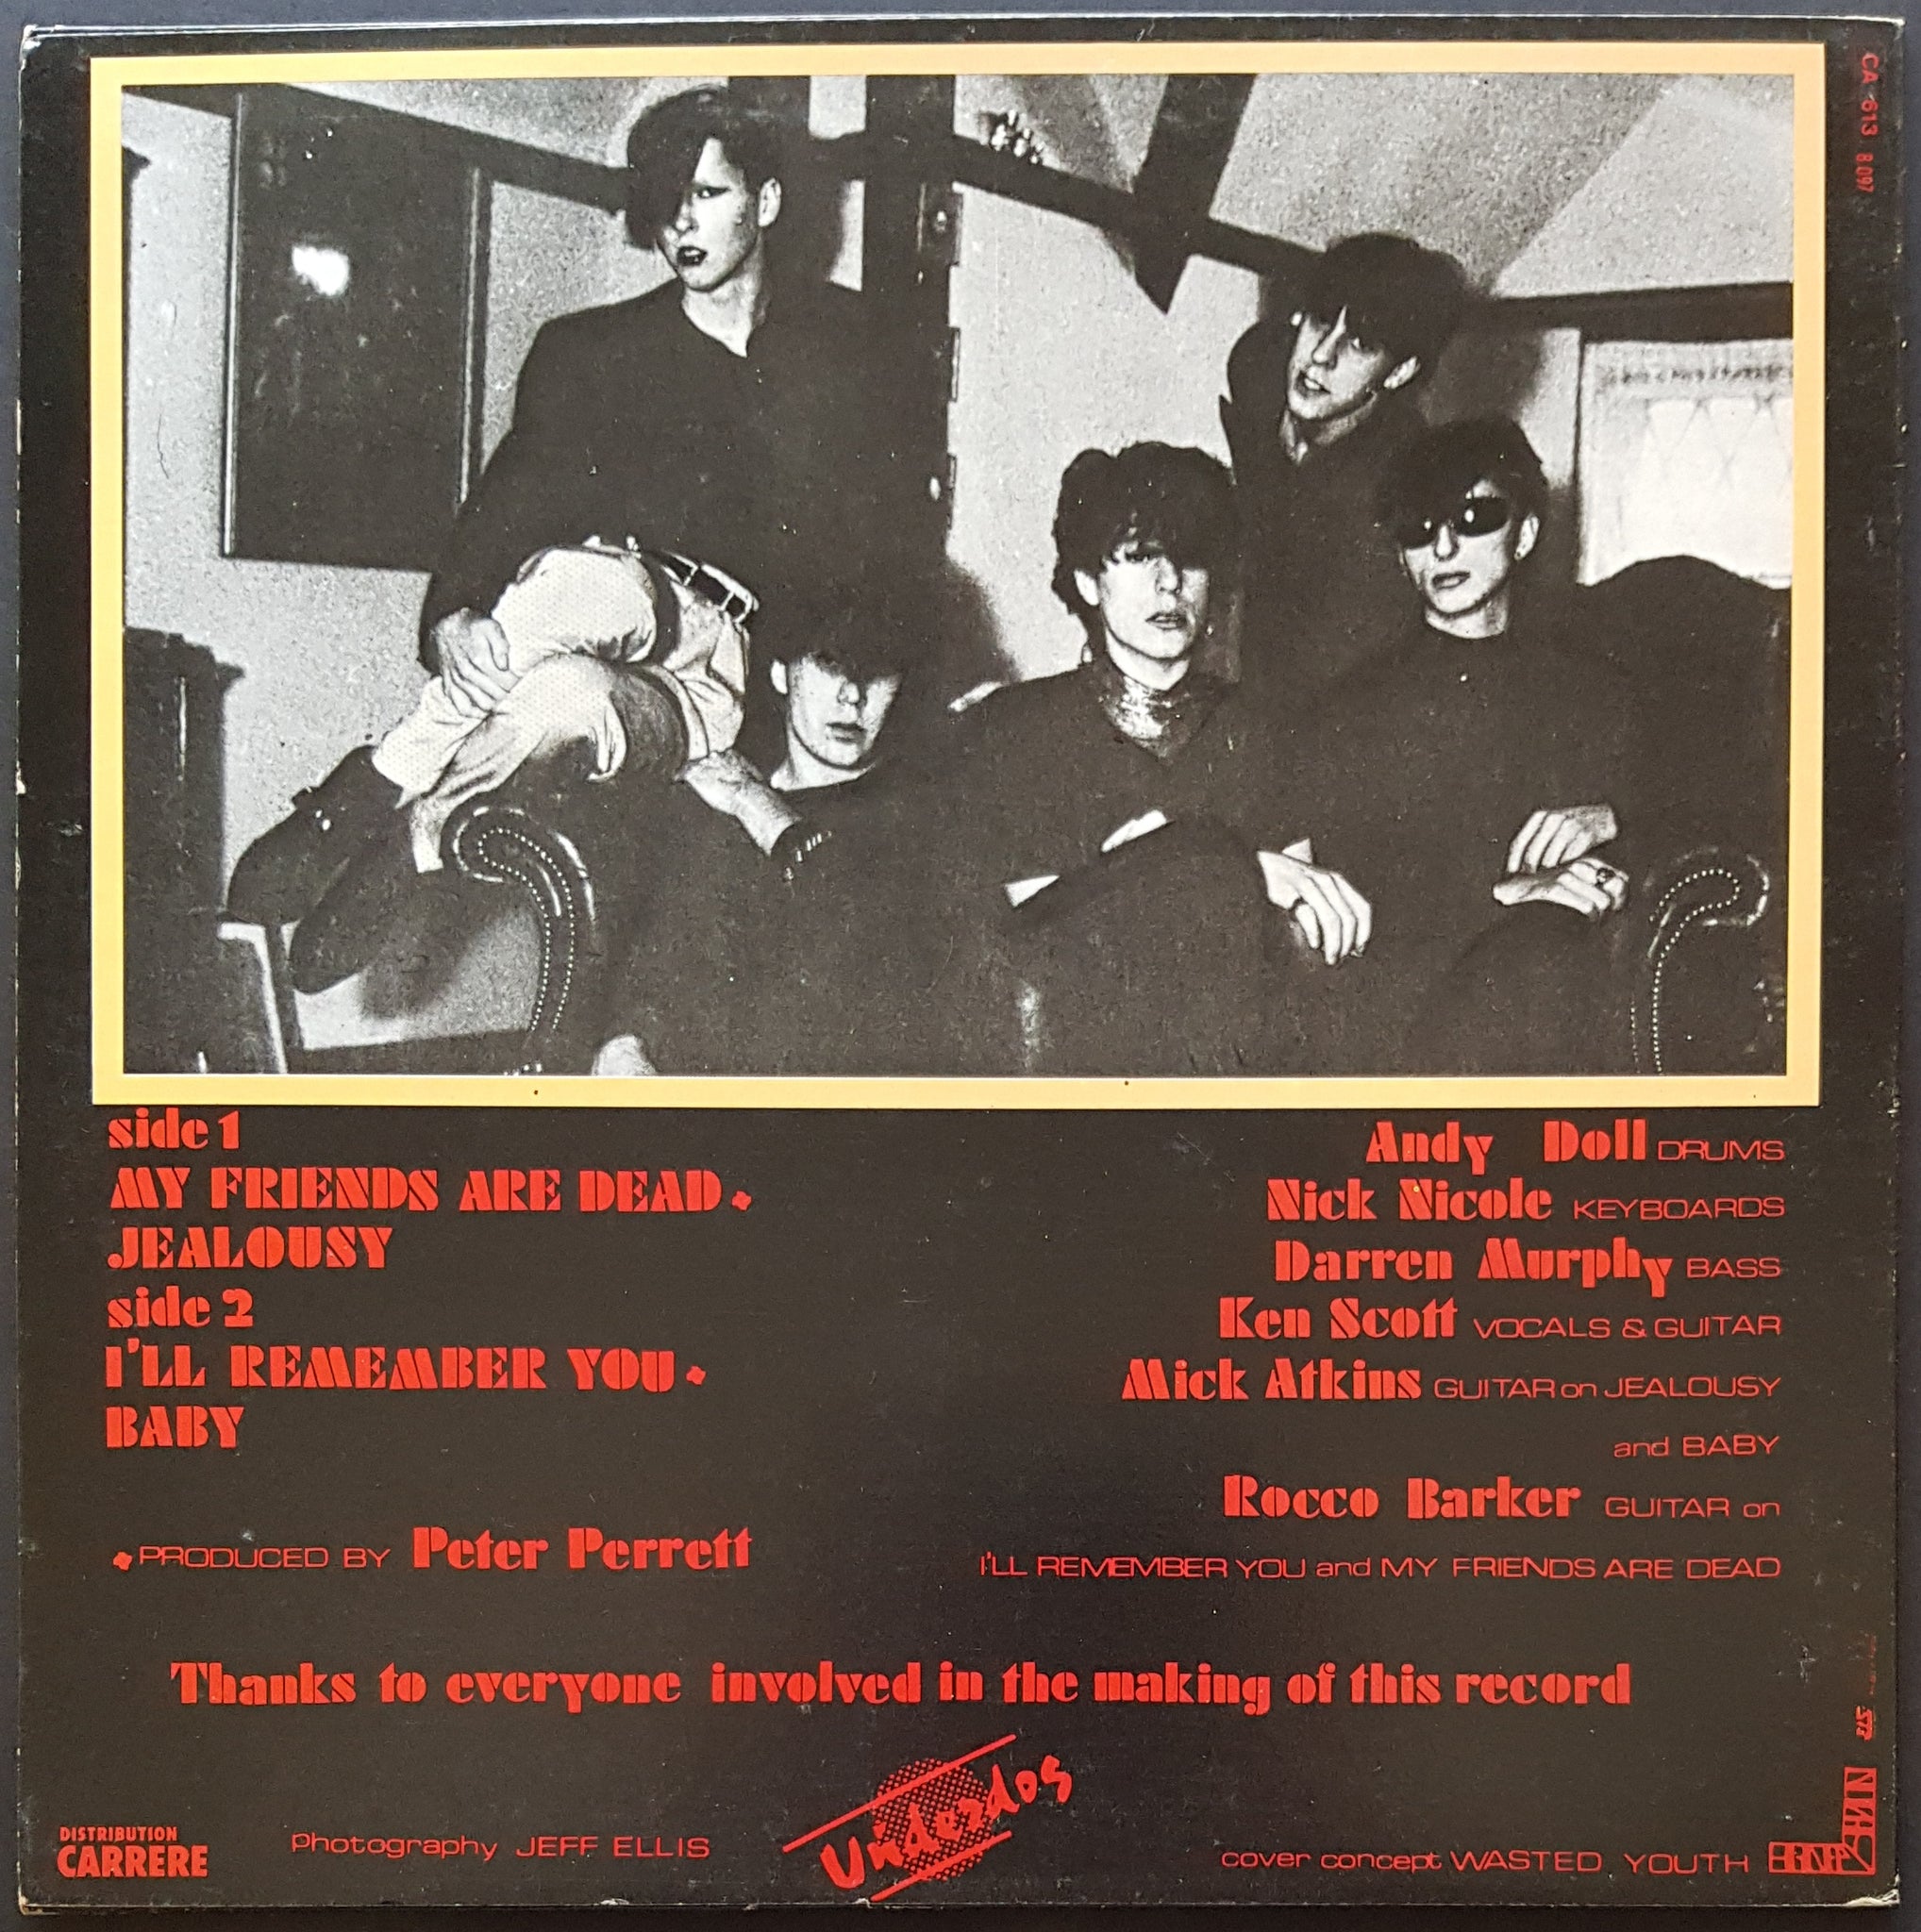 CA 613 B.097
side 1
MY FRIENDS ARE DEAD
JEALOUSY
side 2
I'LL REMEMBER YOU
BABY
PRODUCED BY Peter Perrett
Andy Doll DRUMS
Nick Nicole KEYBOARDS
Darren Murphy BASS
Ken Scott VOCALS & GUITAR
Mick Atkins GUITAR on JEALOUSY
and BABY
Rocco Barker GUITAR on
I'LL REMEMBER YOU and MY FRIENDS ARE DEAD
Thanks to everyone involved in the making of this record
DISTRIBUTION
CARRERE
Photography JEFF ELLIS
Underdos
cover concept WASTED YOUTH